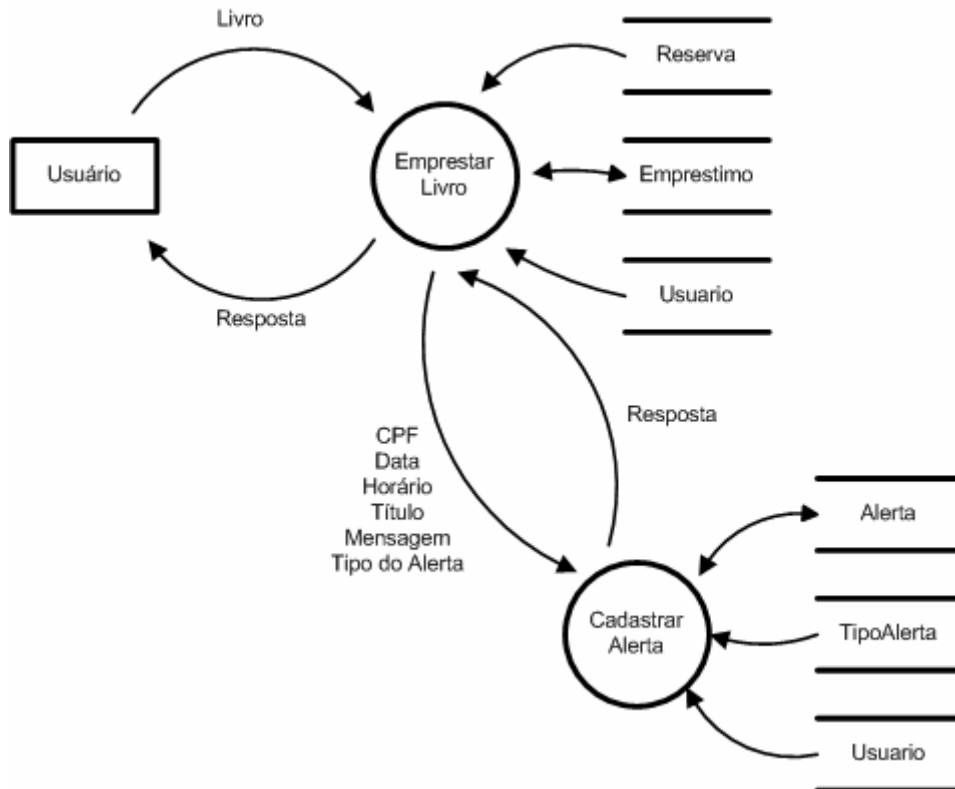 Livro
Reserva
Usuário
Emprestar
Livro
Emprestimo
Resposta
Usuario
CPF
Data
Horário
Título
Mensagem
Tipo do Alerta
Resposta
Alerta
Cadastrar
Alerta
TipoAlerta
Usuario